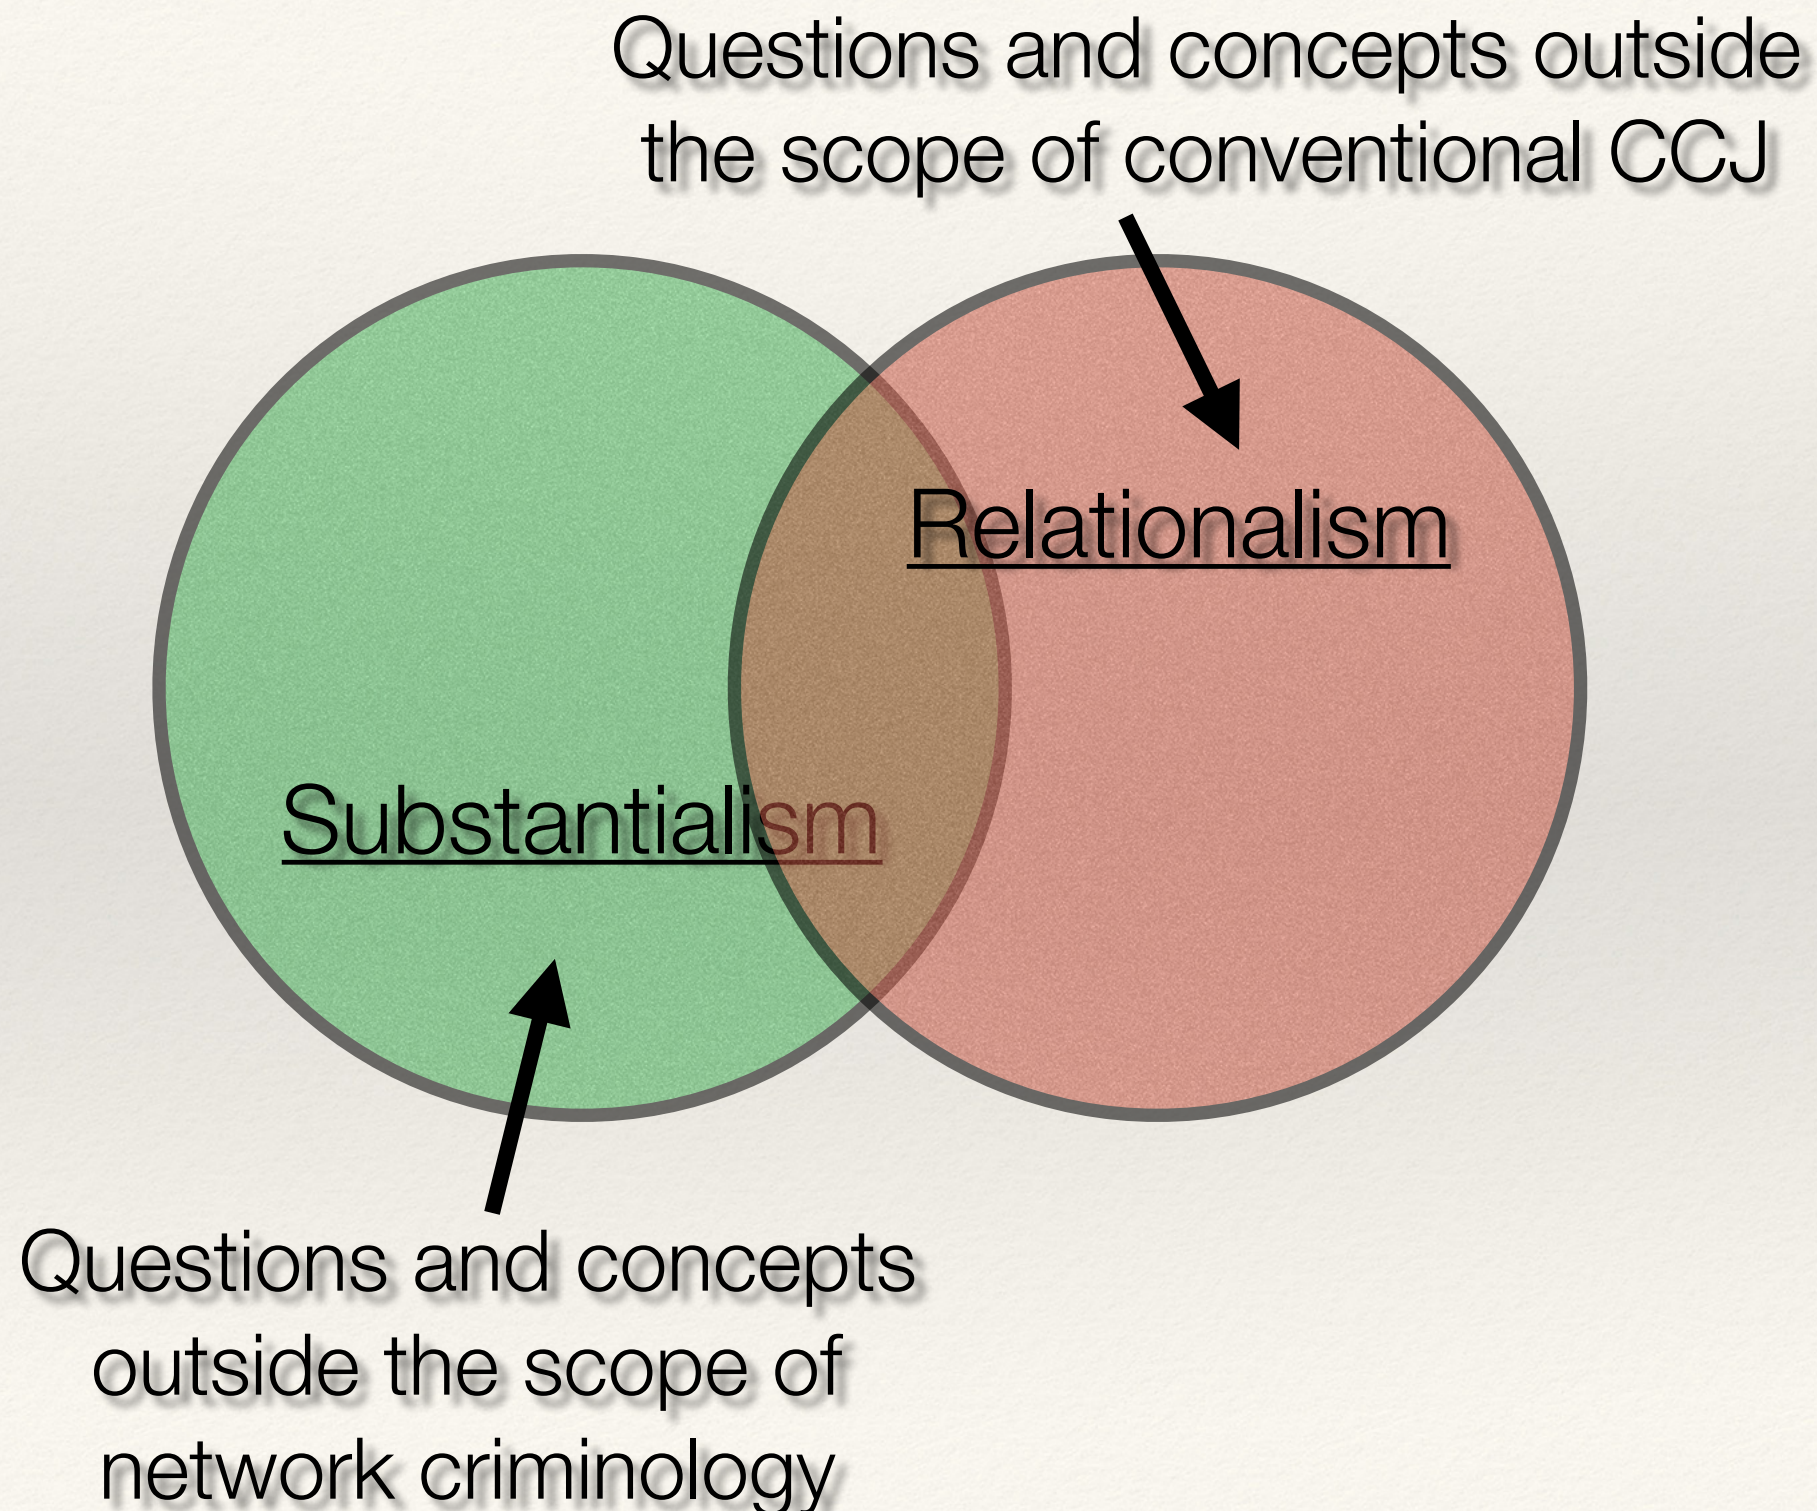 Questions and concepts outside
the scope of conventional CCJ
Relationalism
Substantialism
Questions and concepts
outside the scope of
network criminology